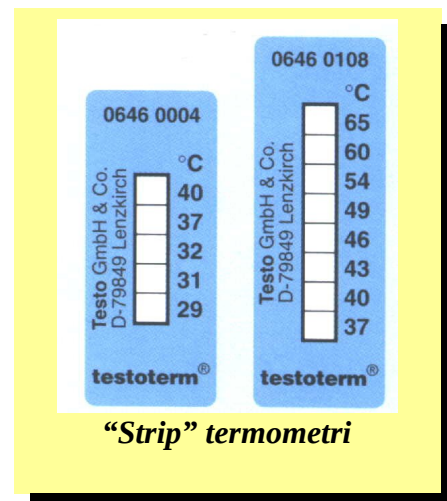 0646 0004
°C
40
37
32
31
29
Testo GmbH & Co.
D-79849 Lenzkirch
testoterm®
0646 0108
°C
65
60
54
49
46
43
40
37
Testo GmbH & Co.
D-79849 Lenzkirch
testoterm®
“Strip” termometri